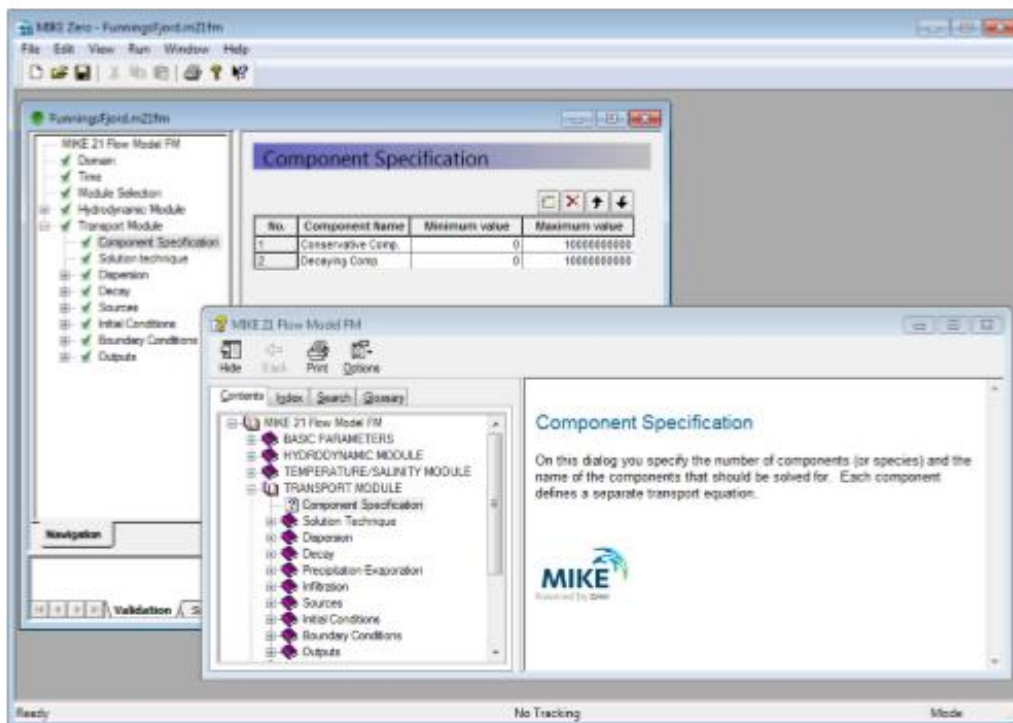 MIKE Zero - FunningsFjord.m21fm
File Edit View Run Window Help
FunningsFjord.m21fm
MIKE 21 Flow Model FM
Domain
Time
Module Selection
Hydrodynamic Module
Transport Module
Component Specification
Solution technique
Dispersion
Decay
Sources
Initial Conditions
Boundary Conditions
Outputs
Navigation
Validation
Component Specification
No. Component Name Minimum value Maximum value
1 Conservative Comp. 0 10000000000
2 Decaying Comp. 0 10000000000
MIKE 21 Flow Model FM
Hide Back Print Options
Contents Index Search Glossary
MIKE 21 Flow Model FM
BASIC PARAMETERS
HYDRODYNAMIC MODULE
TEMPERATURE/SALINITY MODULE
TRANSPORT MODULE
Component Specification
Solution Technique
Dispersion
Decay
Precipitation-Evaporation
Infiltration
Sources
Initial Conditions
Boundary Conditions
Outputs
Component Specification
On this dialog you specify the number of components (or species) and the
name of the components that should be solved for. Each component
defines a separate transport equation.
MIKE
Powered by DHI
Ready No Tracking Mode